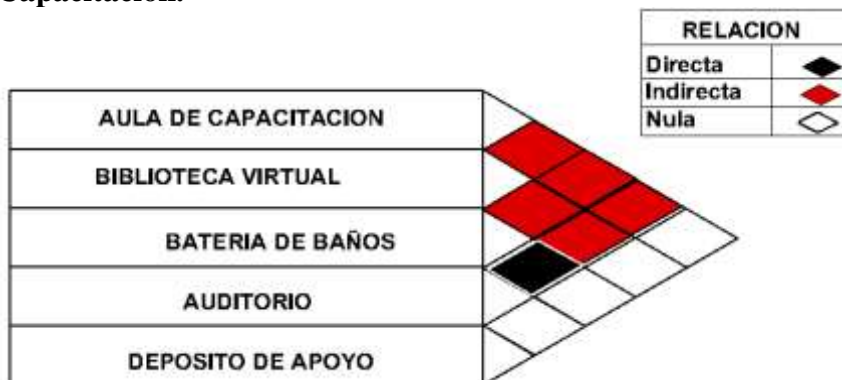 Capacitación.
RELACION
Directa
Indirecta
Nula
AULA DE CAPACITACION
BIBLIOTECA VIRTUAL
BATERIA DE BAÑOS
AUDITORIO
DEPOSITO DE APOYO